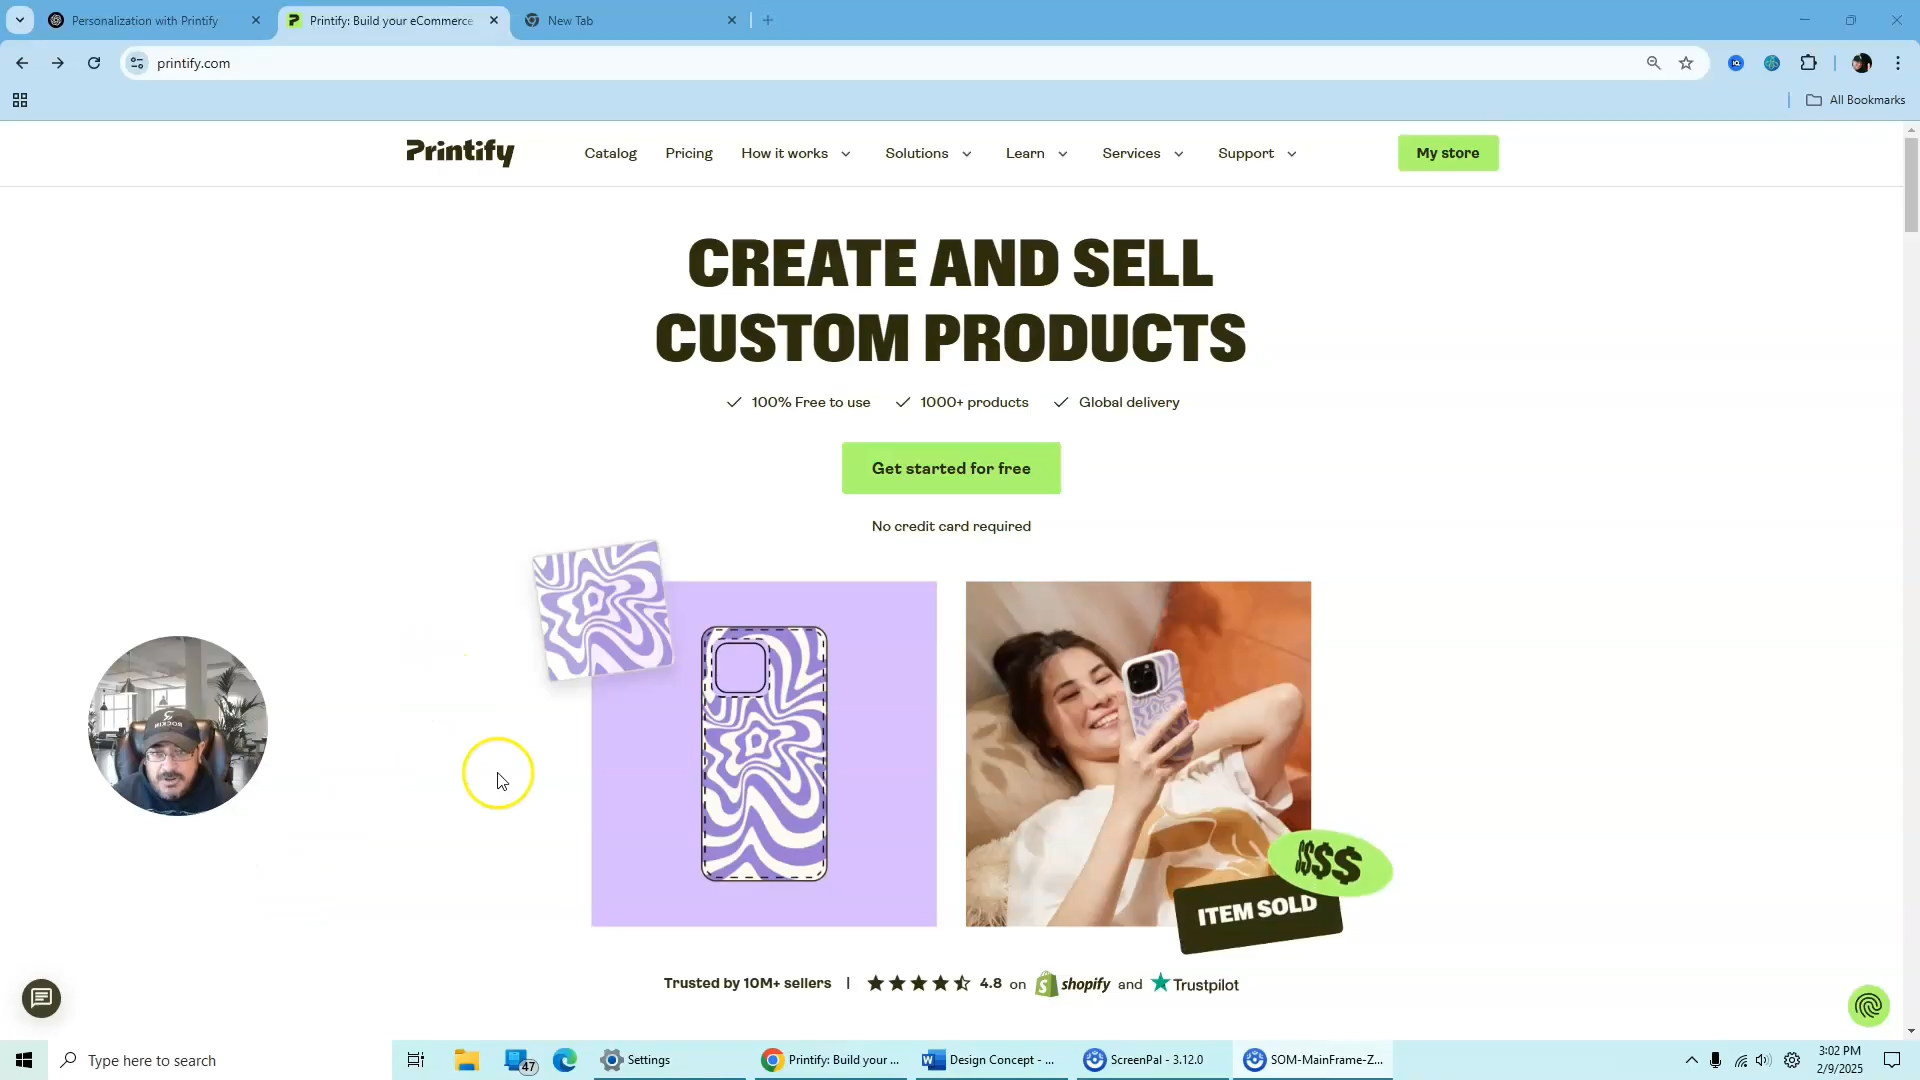 Personalization with Printify
Printify: Build your eCommerce
New Tab
printify.com
All Bookmarks
Printify
Catalog
Pricing
How it works
Solutions
Learn
Services
Support
My store
CREATE AND SELL
CUSTOM PRODUCTS
100% Free to use
1000+ products
Global delivery
Get started for free
No credit card required
ROCKIN
$$$$
ITEM SOLD
Trusted by 10M+ sellers | 4.8 on shopify and Trustpilot
Type here to search
47
Settings
Printify: Build your ...
Design Concept - ...
ScreenPal - 3.12.0
SOM-MainFrame-Z...
3:02 PM
2/9/2025